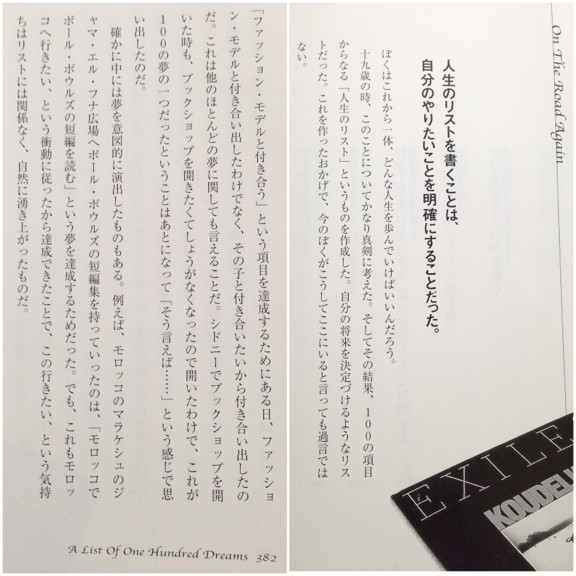 On The Road Again
人生のリストを書くことは、
自分のやりたいことを明確にすることだった。
ぼくはこれから一体、どんな人生を歩んでいけばいいんだろう。
十九歳の時、このことについてかなり真剣に考えた。そしてその結果、100の項目
からなる「人生のリスト」というものを作成した。自分の将来を決定づけるようなリス
トだった。これを作ったおかげで、今のぼくがこうしてここにいると言っても過言では
ない。
EXILE
「ファッション・モデルと付き合う」という項目を達成するためにある日、ファッショ
ン・モデルと付き合い出したわけでなく、その子と付き合いたいから付き合い出したの
だ。これは他のほとんどの夢に関しても言えることだ。シドニーでブックショップを開
いた時も、ブックショップを開きたくてしょうがなくなったので開いたわけで、これが
100の夢の一つだったということはあとになって「そう言えば……」という感じで思
い出したのだ。
確かに中には夢を意図的に演出したものもある。例えば、モロッコのマラケシュのジ
ャマ・エル・フナ広場へポール・ボウルズの短編集を持っていったのは、「モロッコで
ポール・ボウルズの短編を読む」という夢を達成するためだった。でも、これもモロッ
コへ行きたい、という衝動に従ったから達成できたことで、この行きたい、という気持
ちはリストには関係なく、自然に湧き上がったものだ。
A List Of One Hundred Dreams 382